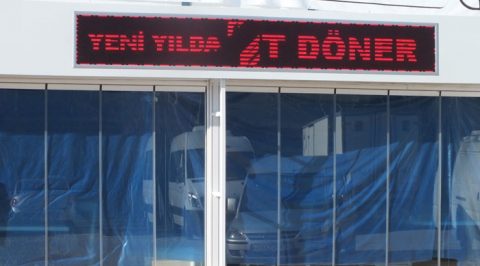 YENİ YILDA ET DÖNER